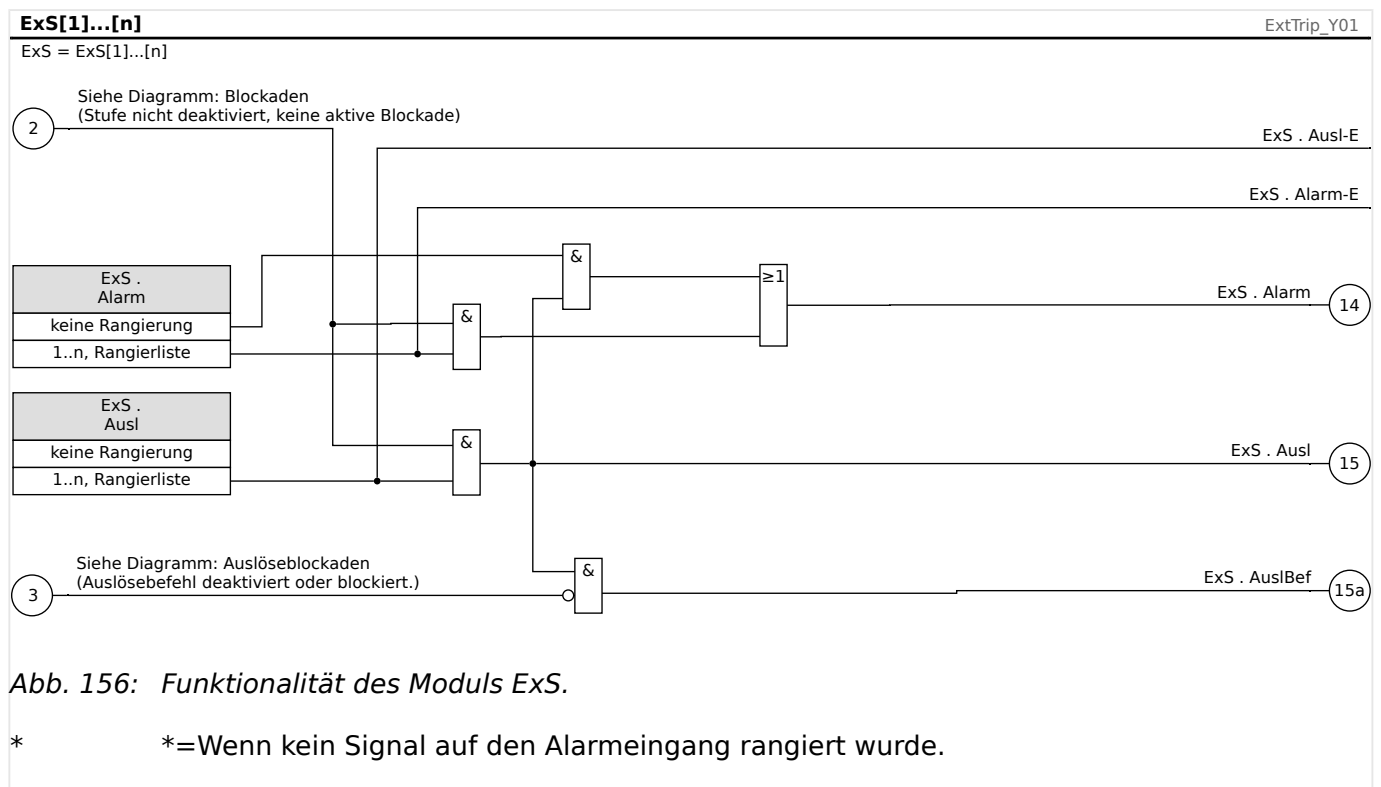 ExS[1]...[n]
ExtTrip_Y01
ExS = ExS[1]...[n]
Siehe Diagramm: Blockaden
(Stufe nicht deaktiviert, keine aktive Blockade)
2
ExS . Ausl-E
ExS . Alarm-E
&
ExS .
Alarm
keine Rangierung
1..n, Rangierliste
&
≥1
ExS . Alarm
14
ExS .
Ausl
keine Rangierung
1..n, Rangierliste
&
ExS . Ausl
15
Siehe Diagramm: Auslöseblockaden
(Auslösebefehl deaktiviert oder blockiert.)
3
&
ExS . AuslBef
15a
Abb. 156: Funktionalität des Moduls ExS.
* *=Wenn kein Signal auf den Alarmeingang rangiert wurde.